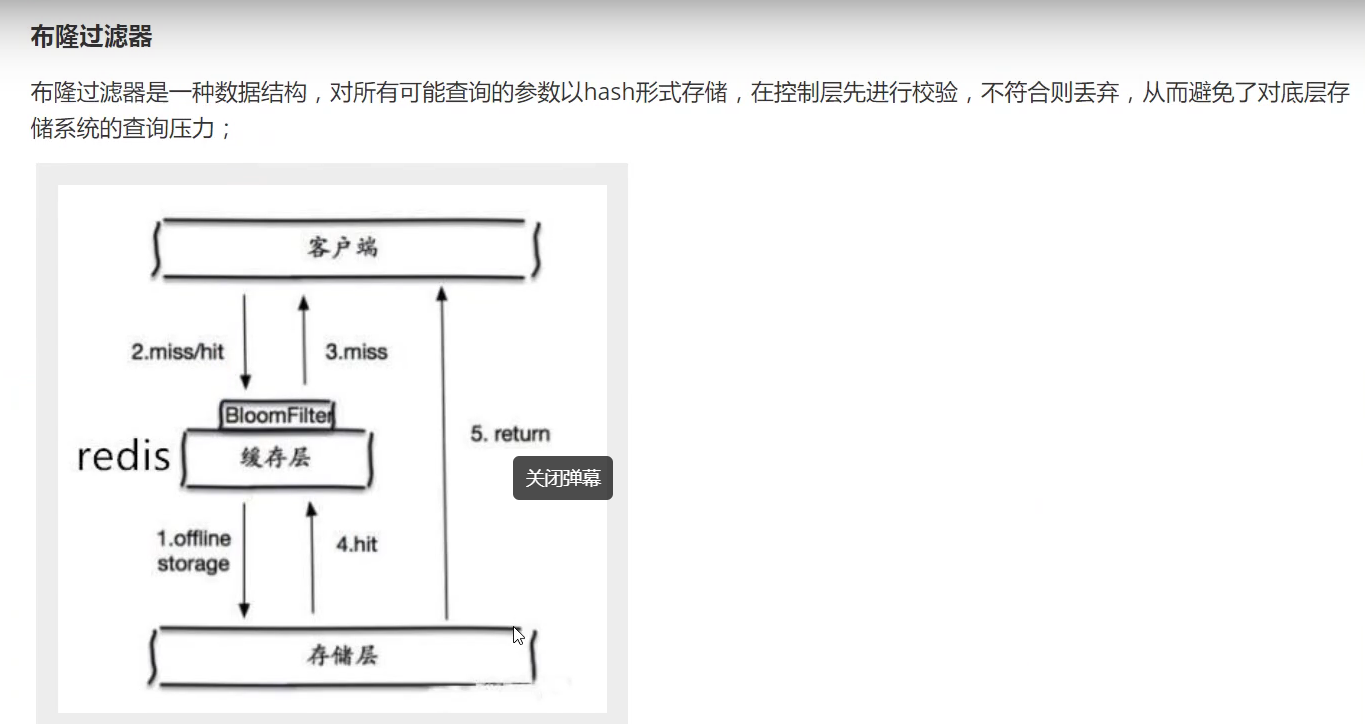 布隆过滤器
布隆过滤器是一种数据结构，对所有可能查询的参数以hash形式存储，在控制层先进行校验，不符合则丢弃，从而避免了对底层存
储系统的查询压力；
客户端
2.miss/hit
3.miss
BloomFilter
5. return
redis
缓存层
关闭弹幕
1.offline
storage
4.hit
存储层